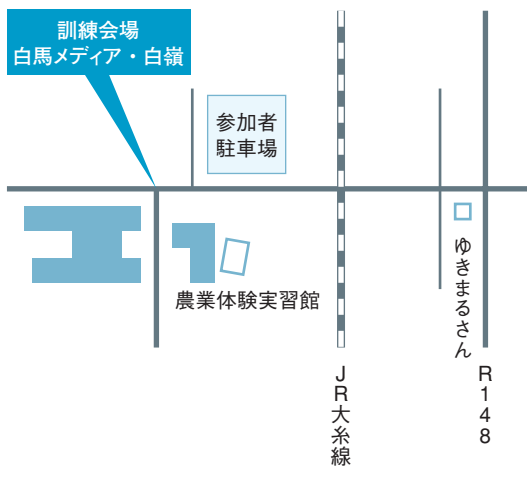 訓練会場
白馬メディア・白嶺
参加者
駐車場
農業体験実習館
ゆきまるさん
JR大糸線
R148